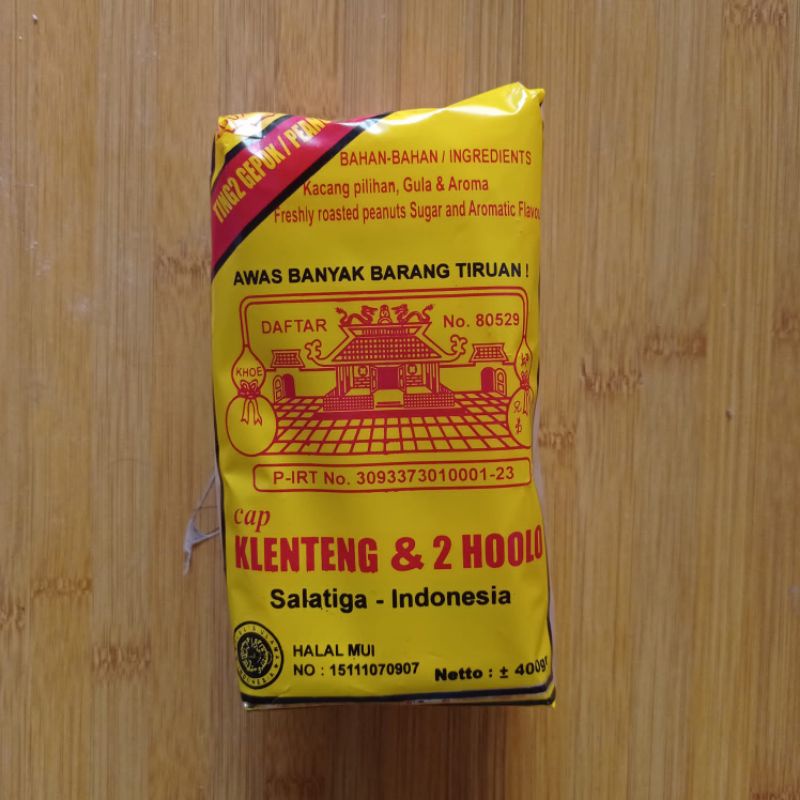 TING2 GEPUK / PEAN
BAHAN-BAHAN / INGREDIENTS
Kacang pilihan, Gula & Aroma
Freshly roasted peanuts Sugar and Aromatic Flavou
AWAS BANYAK BARANG TIRUAN !
DAFTAR No. 80529
KHOE
兄弟
P-IRT No. 3093373010001-23
cap
KLENTENG & 2 HOOLO
Salatiga - Indonesia
HALAL MUI
NO : 15111070907
Netto : ± 400gr